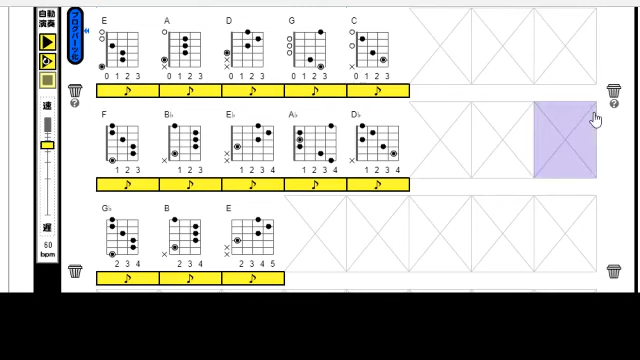 自動
演奏
ブログパーツ化
速
遅
60
bpm
E A D G C
0 1 2 3 0 1 2 3 0 1 2 3 0 1 2 3 0 1 2 3
F B♭ E♭ A♭ D♭
1 2 3 1 2 3 1 2 3 4 1 2 3 4 1 2 3 4
G♭ B E
2 3 4 2 3 4 2 3 4 5